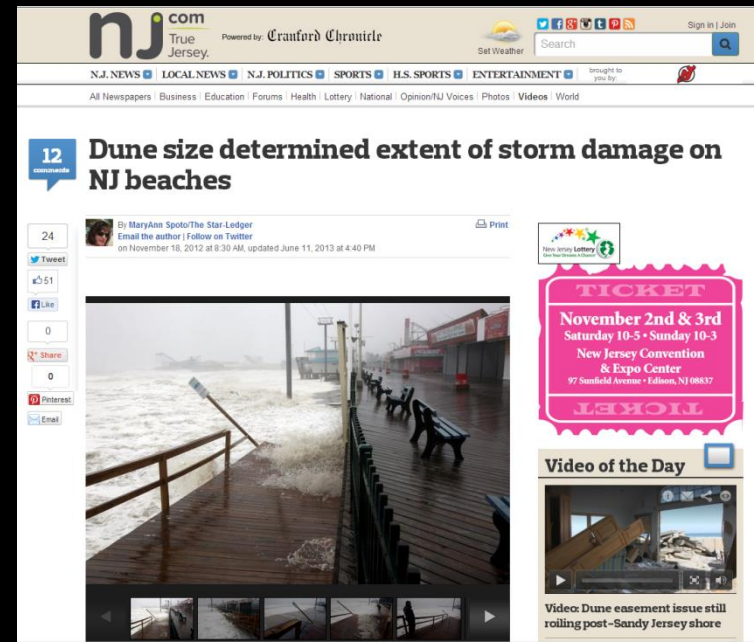 nj com
True
Jersey.
Powered by: Cranford Chronicle
Set Weather
Sign in | Join
Search
N.J. NEWS LOCAL NEWS N.J. POLITICS SPORTS H.S. SPORTS ENTERTAINMENT brought to you by:
All Newspapers | Business | Education | Forums | Health | Lottery | National | Opinion/NJ Voices | Photos | Videos | World
12
comments
Dune size determined extent of storm damage on
NJ beaches
By MaryAnn Spoto/The Star-Ledger
Email the author | Follow on Twitter
on November 18, 2012 at 8:30 AM, updated June 11, 2013 at 4:40 PM
Print
24
Tweet
51
Like
0
Share
0
Pinterest
Email
New Jersey Lottery
Give Your Dreams A Chance
TICKET
November 2nd & 3rd
Saturday 10-5 • Sunday 10-3
New Jersey Convention
& Expo Center
97 Sunfield Avenue • Edison, NJ 08837
TICKET
Video of the Day
Video: Dune easement issue still
roiling post-Sandy Jersey shore